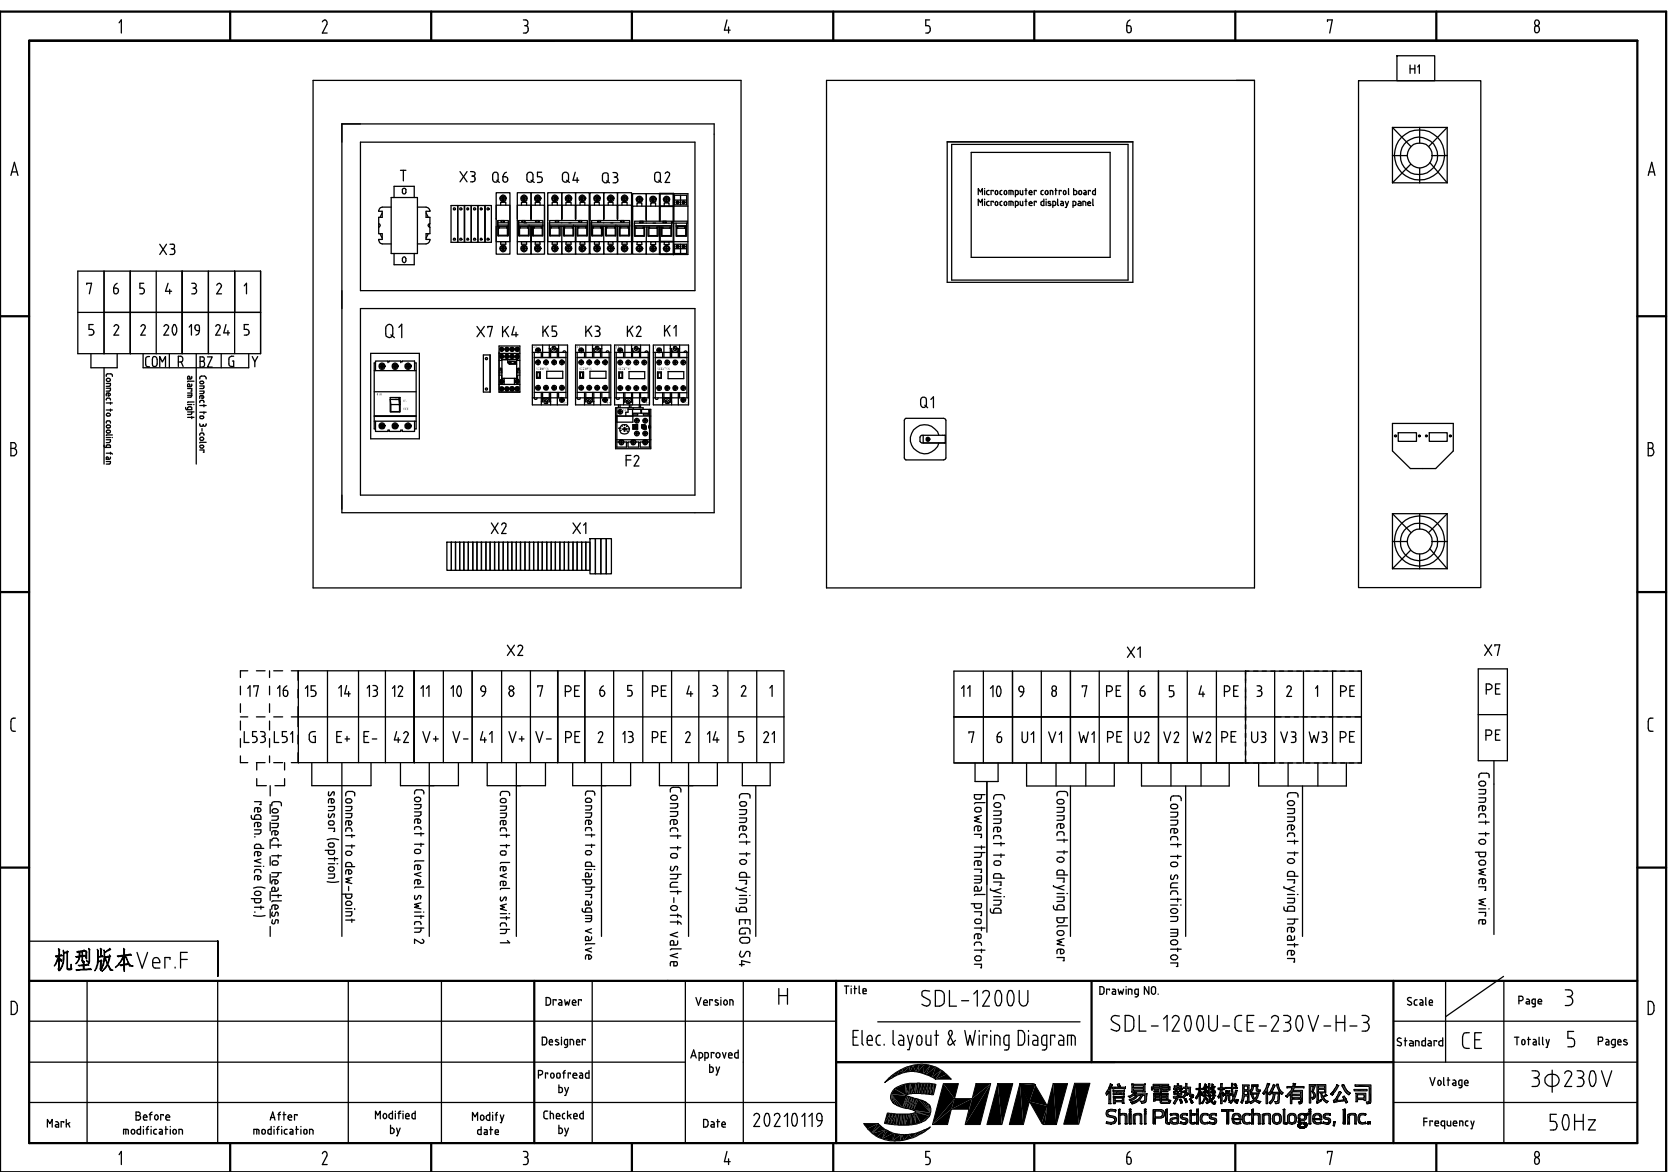 1 2 3 4 5 6 7 8
A A
H1
T X3 Q6 Q5 Q4 Q3 Q2
Microcomputer control board
Microcomputer display panel
X3
7 6 5 4 3 2 1
5 2 2 20 19 24 5
COM R BZ G Y
Connect to cooling fan
Connect to 3-color
alarm light
Q1 X7 K4 K5 K3 K2 K1
F2
Q1
B B
X2 X1
X2
17 16 15 14 13 12 11 10 9 8 7 PE 6 5 PE 4 3 2 1
L53 L51 G E+ E- 42 V+ V- 41 V+ V- PE 2 13 PE 2 14 5 21
Connect to heatless
regen. device (opt.)
Connect to dew-point
sensor (option)
Connect to level switch 2
Connect to level switch 1
Connect to diaphragm valve
Connect to shut-off valve
Connect to drying EGO S4
X1
11 10 9 8 7 PE 6 5 4 PE 3 2 1 PE
7 6 U1 V1 W1 PE U2 V2 W2 PE U3 V3 W3 PE
Connect to drying
blower thermal protector
Connect to drying blower
Connect to suction motor
Connect to drying heater
X7
PE
PE
Connect to power wire
C C
机型版本Ver.F
D D
Drawer
Designer
Proofread
by
Checked
by
Version H
Approved
by
Date 20210119
Mark
Before
modification
After
modification
Modified
by
Modify
date
Title SDL-1200U
Elec. layout & Wiring Diagram
Drawing NO.
SDL-1200U-CE-230V-H-3
Scale
Page 3
Standard CE
Totally 5 Pages
Voltage 3ф230V
Frequency 50Hz
SHINI
信易電熱機械股份有限公司
Shini Plastics Technologies, Inc.
1 2 3 4 5 6 7 8